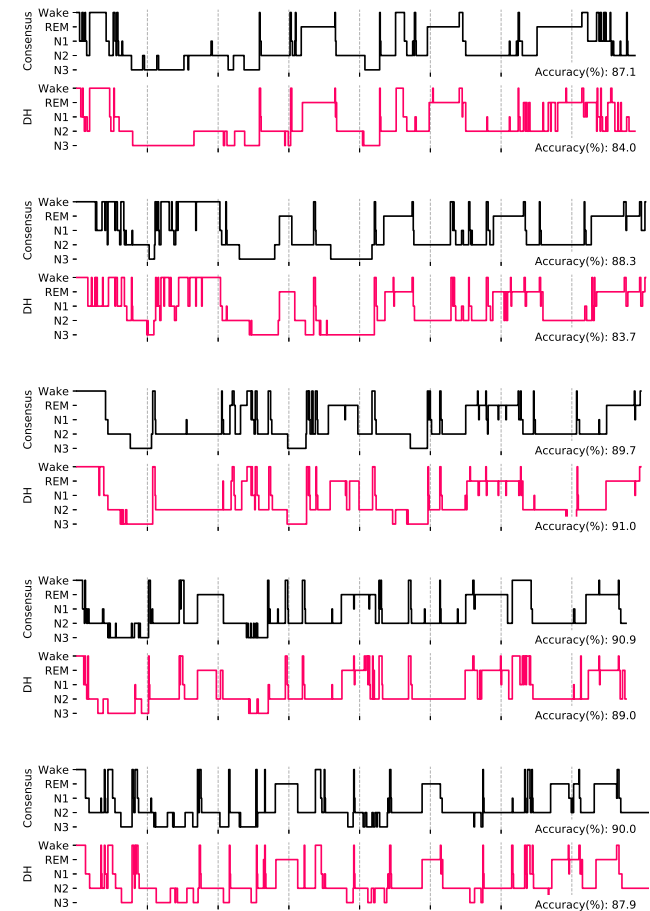 Consensus
Wake
REM
N1
N2
N3
Accuracy(%): 87.1
DH
Wake
REM
N1
N2
N3
Accuracy(%): 84.0
Consensus
Wake
REM
N1
N2
N3
Accuracy(%): 88.3
DH
Wake
REM
N1
N2
N3
Accuracy(%): 83.7
Consensus
Wake
REM
N1
N2
N3
Accuracy(%): 89.7
DH
Wake
REM
N1
N2
N3
Accuracy(%): 91.0
Consensus
Wake
REM
N1
N2
N3
Accuracy(%): 90.9
DH
Wake
REM
N1
N2
N3
Accuracy(%): 89.0
Consensus
Wake
REM
N1
N2
N3
Accuracy(%): 90.0
DH
Wake
REM
N1
N2
N3
Accuracy(%): 87.9